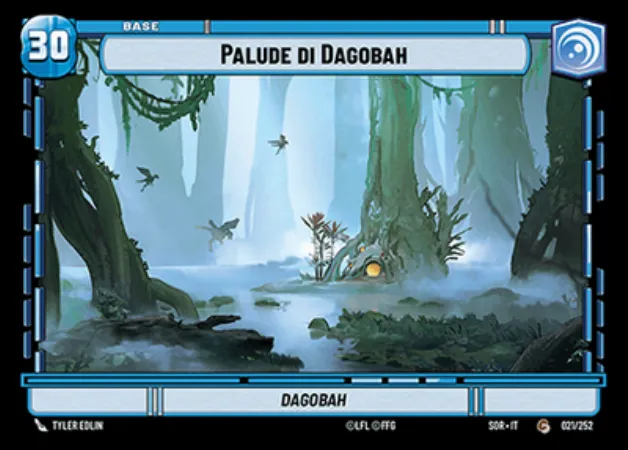 30
BASE
PALUDE DI DAGOBAH
DAGOBAH
TYLER EDLIN
©LFL ©FFG
SOR • IT
C
021/252